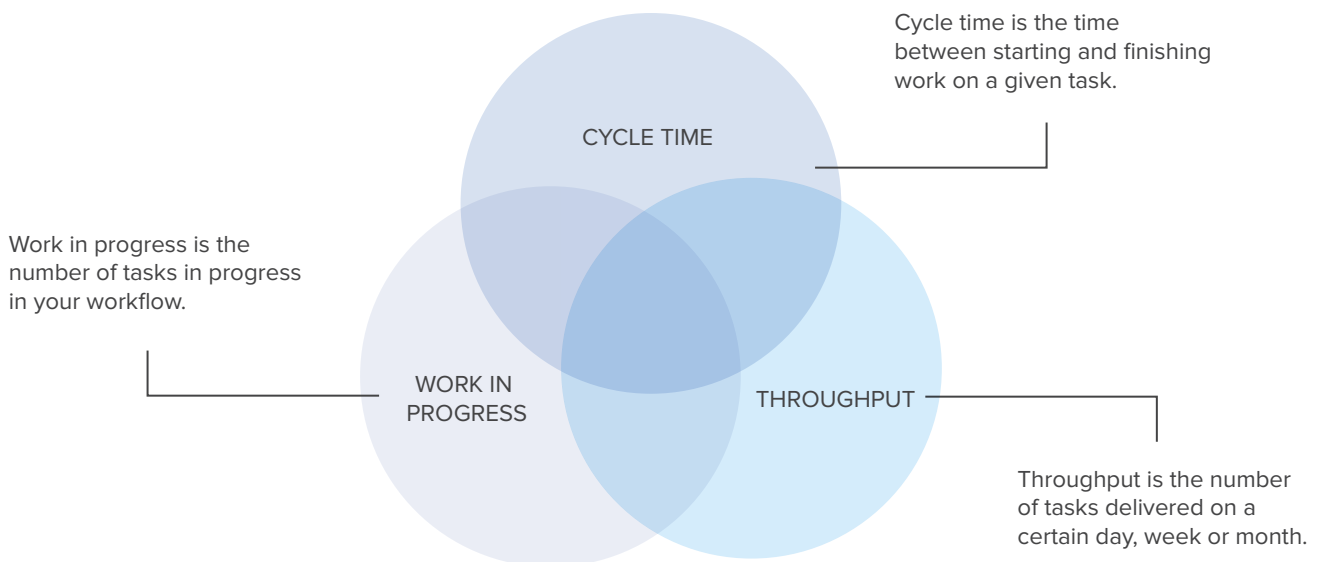 Cycle time is the time
between starting and finishing
work on a given task.
CYCLE TIME
Work in progress is the
number of tasks in progress
in your workflow.
WORK IN
PROGRESS
THROUGHPUT
Throughput is the number
of tasks delivered on a
certain day, week or month.